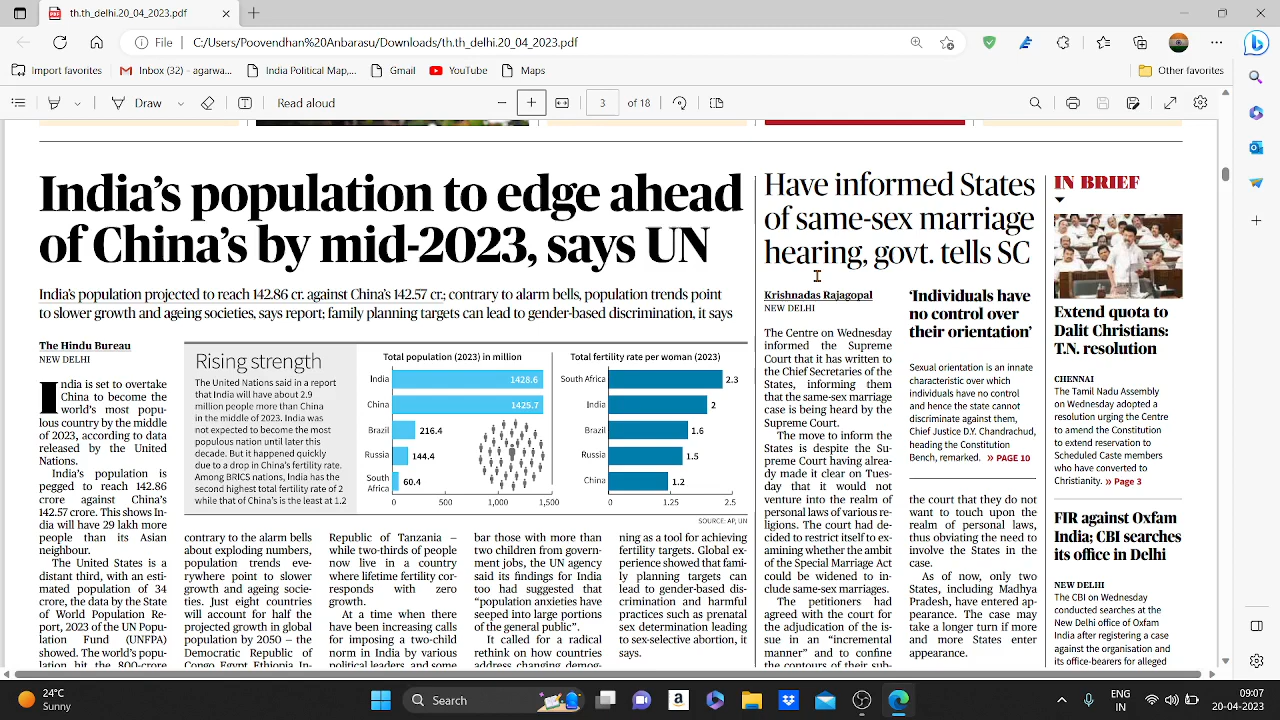 th.th_delhi.20_04_2023.pdf
File
C:/Users/Poovendhan%20Anbarasu/Downloads/th.th_delhi.20_04_2023.pdf
Import favorites
Inbox (32) - agarwa...
India Political Map,...
Gmail
YouTube
Maps
Other favorites
Draw
Read aloud
3
of 18
India's population to edge ahead
of China's by mid-2023, says UN
India's population projected to reach 142.86 cr. against China's 142.57 cr.; contrary to alarm bells, population trends point
to slower growth and ageing societies, says report; family planning targets can lead to gender-based discrimination, it says
The Hindu Bureau
NEW DELHI
India is set to overtake
China to become the
world's most popu-
lous country by the middle
of 2023, according to data
released by the United
Nations.
India's population is
pegged to reach 142.86
crore against China's
142.57 crore. This shows In-
dia will have 29 lakh more
people than its Asian
neighbour.
The United States is a
distant third, with an esti-
mated population of 34
crore, the data by the State
of World Population Re-
port, 2023 of the UN Popu-
lation Fund (UNFPA)
showed. The world's popu-
lation hit the 800-crore
Rising strength
The United Nations said in a report
that India will have about 2.9
million people more than China
in the middle of 2023. India was
not expected to become the most
populous nation until later this
decade. But it happened quickly
due to a drop in China's fertility rate.
Among BRICS nations, India has the
second highest total fertility rate of 2
while that of China's is the least at 1.2
Total population (2023) in million
India 1428.6
China 1425.7
Brazil 216.4
Russia 144.4
South
Africa 60.4
0 500 1,000 1,500
Total fertility rate per woman (2023)
South Africa 2.3
India 2
Brazil 1.6
Russia 1.5
China 1.2
0 1.25 2.5
SOURCE: AP, UN
contrary to the alarm bells
about exploding numbers,
population trends eve-
rywhere point to slower
growth and ageing socie-
ties. Just eight countries
will account for half the
projected growth in global
population by 2050 – the
Democratic Republic of
Congo Egypt Ethiopia In-
Republic of Tanzania –
while two-thirds of people
now live in a country
where lifetime fertility cor-
responds with zero
growth.
At a time when there
have been increasing calls
for imposing a two-child
norm in India by various
political leaders, and some
bar those with more than
two children from govern-
ment jobs, the UN agency
said its findings for India
too had suggested that
"population anxieties have
seeped into large portions
of the general public".
It called for a radical
rethink on how countries
address changing demog-
ning as a tool for achieving
fertility targets. Global ex-
perience showed that fami-
ly planning targets can
lead to gender-based dis-
crimination and harmful
practices such as prenatal
sex determination leading
to sex-selective abortion, it
says.
Have informed States
of same-sex marriage
hearing, govt. tells SC
Krishnadas Rajagopal
NEW DELHI
The Centre on Wednesday
informed the Supreme
Court that it has written to
the Chief Secretaries of the
States, informing them
that the same-sex marriage
case is being heard by the
Supreme Court.
The move to inform the
States is despite the Su-
preme Court having alrea-
dy made it clear on Tues-
day that it would not
venture into the realm of
personal laws of various re-
ligions. The court had de-
cided to restrict itself to ex-
amining whether the ambit
of the Special Marriage Act
could be widened to in-
clude same-sex marriages.
The petitioners had
agreed with the court for
the adjudication of the is-
sue in an "incremental
manner" and to confine
the contours of their sub-
'Individuals have
no control over
their orientation'
Sexual orientation is an innate
characteristic over which
individuals have no control
and hence the state cannot
discriminate against them,
Chief Justice D.Y. Chandrachud,
heading the Constitution
Bench, remarked. » PAGE 10
the court that they do not
want to touch upon the
realm of personal laws,
thus obviating the need to
involve the States in the
case.
As of now, only two
States, including Madhya
Pradesh, have entered ap-
pearance. The case may
take a longer turn if more
and more States enter
appearance.
IN BRIEF
Extend quota to
Dalit Christians:
T.N. resolution
CHENNAI
The Tamil Nadu Assembly
on Wednesday adopted a
resolution urging the Centre
to amend the Constitution
to extend reservation to
Scheduled Caste members
who have converted to
Christianity. » Page 3
FIR against Oxfam
India; CBI searches
its office in Delhi
NEW DELHI
The CBI on Wednesday
conducted searches at the
New Delhi office of Oxfam
India after registering a case
against the organisation and
its office-bearers for alleged
24°C
Sunny
Search
ENG
IN
09:07
20-04-2023